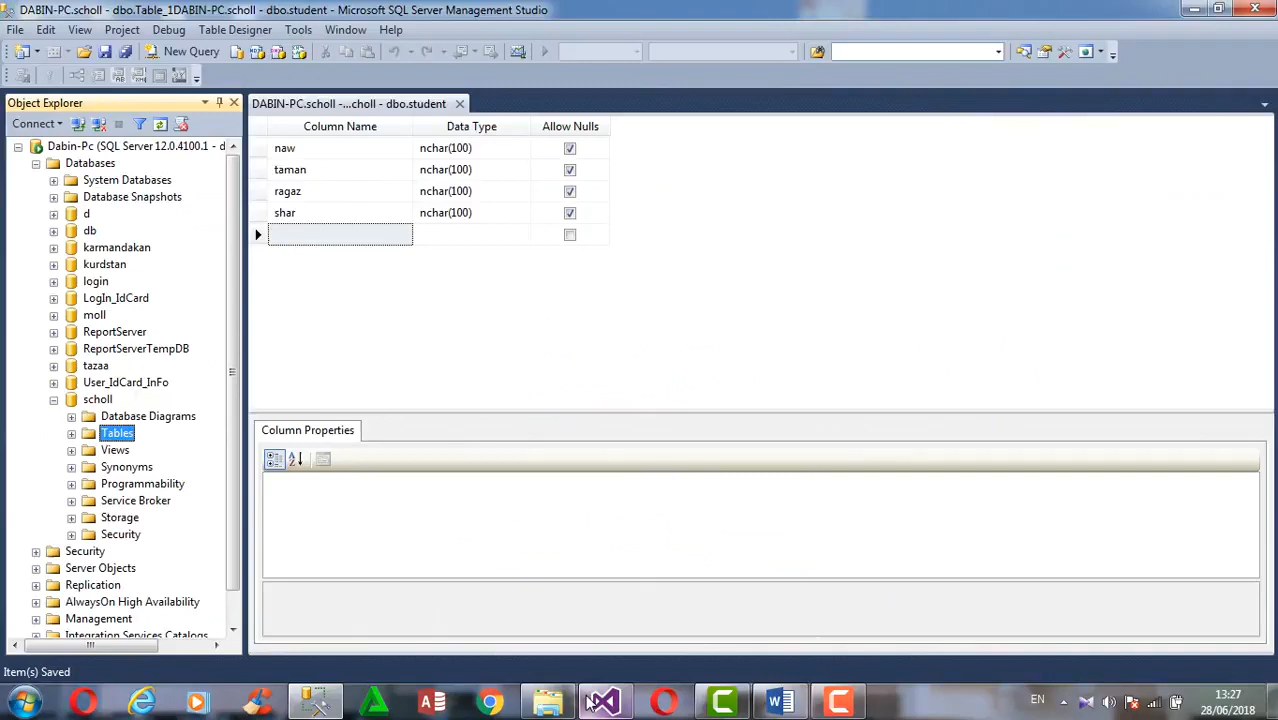 DABIN-PC.scholl - dbo.Table_1DABIN-PC.scholl - dbo.student - Microsoft SQL Server Management Studio
File Edit View Project Debug Table Designer Tools Window Help
New Query
Object Explorer
DABIN-PC.scholl -...choll - dbo.student
Connect
Column Name Data Type Allow Nulls
Dabin-Pc (SQL Server 12.0.4100.1 - d
naw nchar(100)
Databases
taman nchar(100)
System Databases
ragaz nchar(100)
Database Snapshots
shar nchar(100)
d
db
karmandakan
kurdstan
login
LogIn_IdCard
moll
ReportServer
ReportServerTempDB
tazaa
User_IdCard_InFo
scholl
Database Diagrams
Column Properties
Tables
Views
Synonyms
Programmability
Service Broker
Storage
Security
Security
Server Objects
Replication
AlwaysOn High Availability
Management
Integration Services Catalogs
Item(s) Saved
EN
13:27
28/06/2018